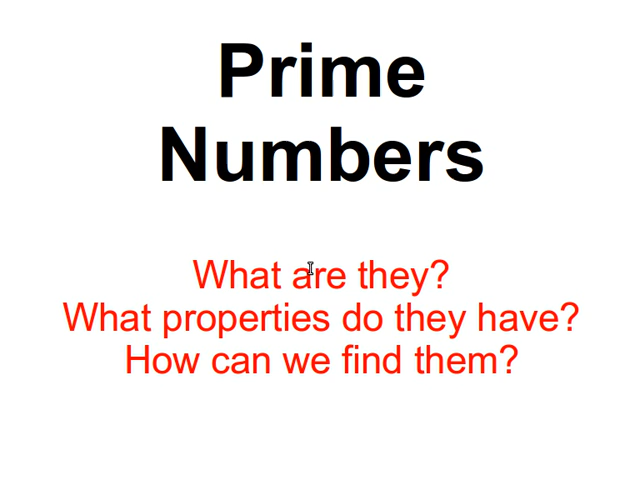 Prime
Numbers
What are they?
What properties do they have?
How can we find them?